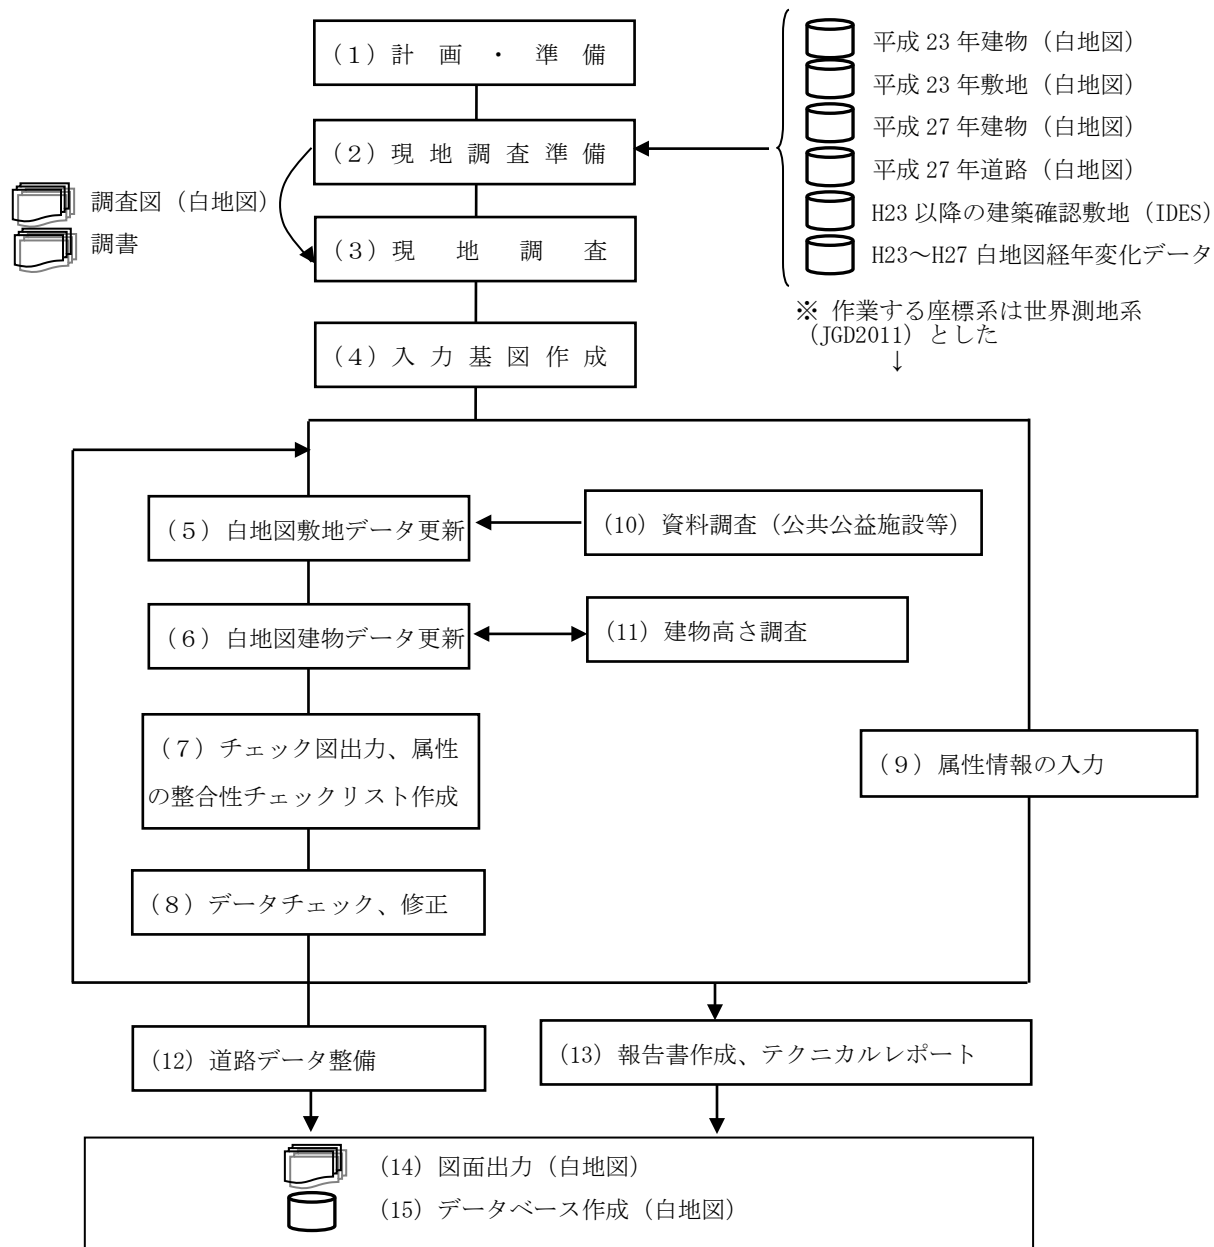 (1)計画・準備
(2)現地調査準備
平成 23 年建物（白地図）
平成 23 年敷地（白地図）
平成 27 年建物（白地図）
平成 27 年道路（白地図）
H23 以降の建築確認敷地（IDES）
H23～H27 白地図経年変化データ
※ 作業する座標系は世界測地系
（JGD2011）とした
↓
調査図（白地図）
調書
(3)現地調査
(4)入力基図作成
（５）白地図敷地データ更新
（10）資料調査（公共公益施設等）
（６）白地図建物データ更新
（11）建物高さ調査
（７）チェック図出力、属性
の整合性チェックリスト作成
（９）属性情報の入力
（８）データチェック、修正
（12）道路データ整備
（13）報告書作成、テクニカルレポート
（14）図面出力（白地図）
（15）データベース作成（白地図）